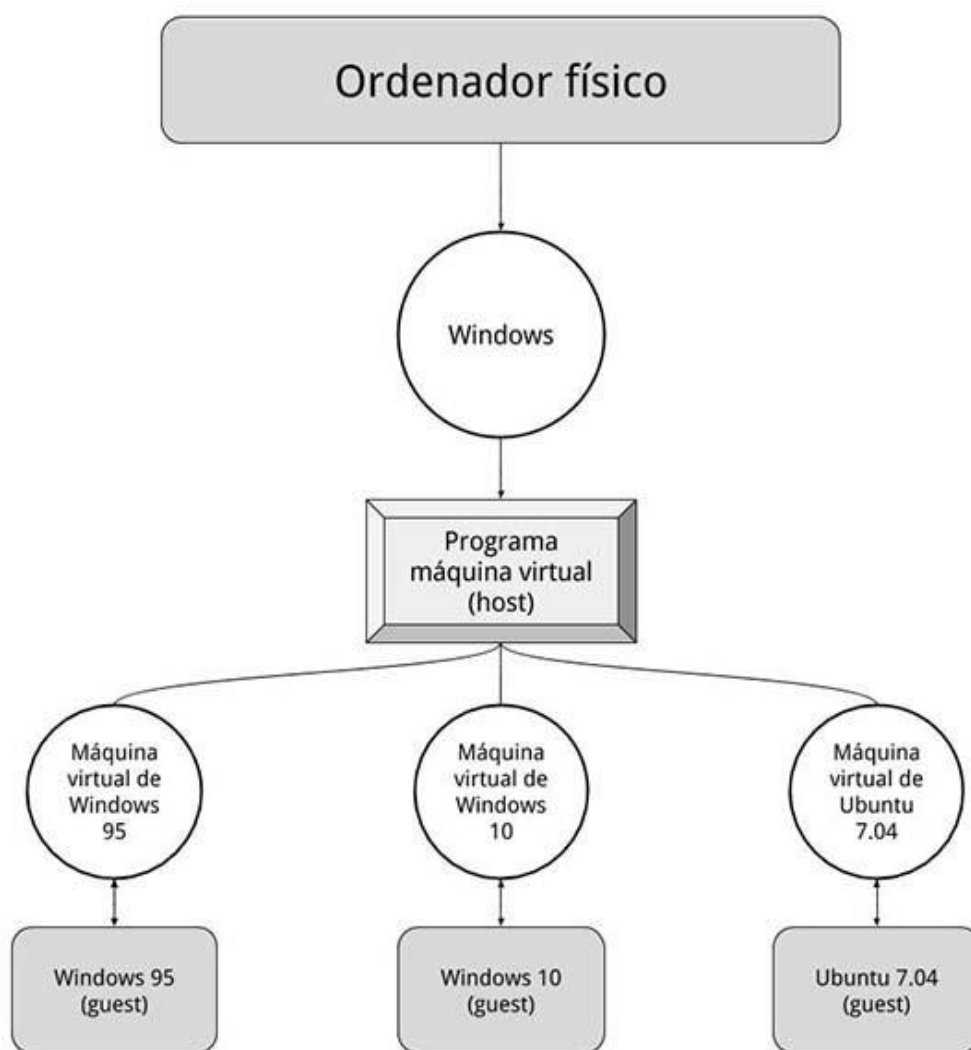 Ordenador físico
Windows
Programa
máquina virtual
(host)
Máquina
virtual de
Windows
95
Máquina
virtual de
Windows
10
Máquina
virtual de
Ubuntu
7.04
Windows 95
(guest)
Windows 10
(guest)
Ubuntu 7.04
(guest)